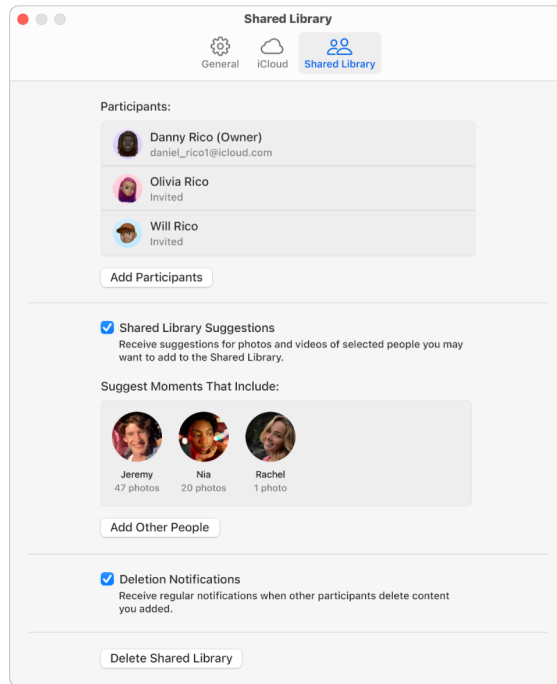 Shared Library
General
iCloud
Shared Library
Participants:
Danny Rico (Owner)
daniel_rico1@icloud.com
Olivia Rico
Invited
Will Rico
Invited
Add Participants
Shared Library Suggestions
Receive suggestions for photos and videos of selected people you may
want to add to the Shared Library.
Suggest Moments That Include:
Jeremy
47 photos
Nia
20 photos
Rachel
1 photo
Add Other People
Deletion Notifications
Receive regular notifications when other participants delete content
you added.
Delete Shared Library